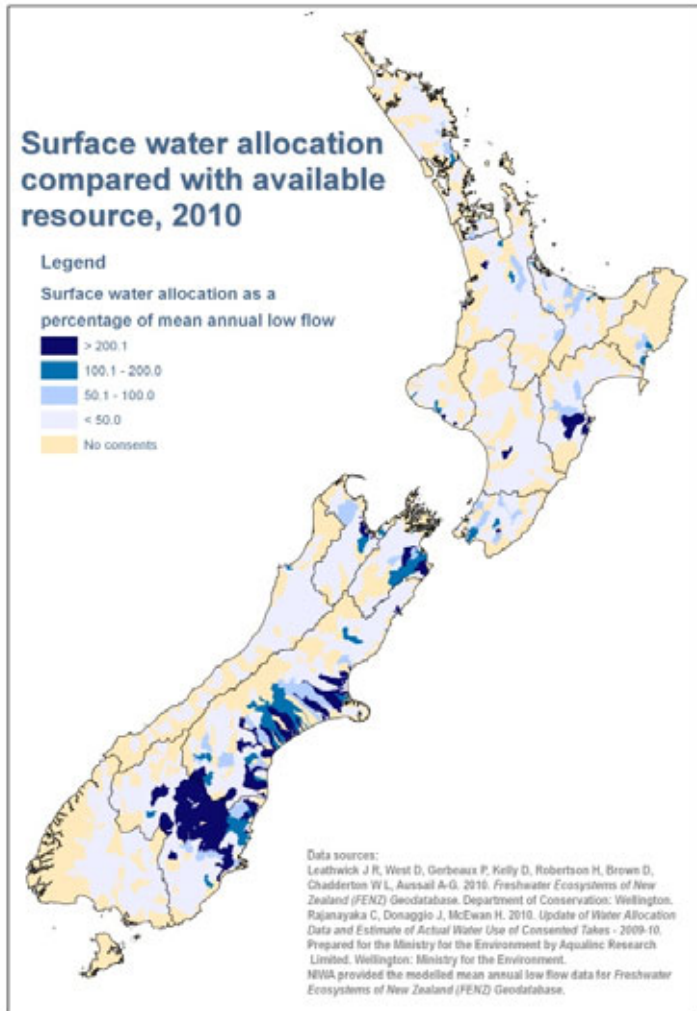 Surface water allocation
compared with available
resource, 2010
Legend
Surface water allocation as a
percentage of mean annual low flow
> 200.1
100.1 - 200.0
50.1 - 100.0
< 50.0
No consents
Data sources:
Leathwick J R, West D, Gerbeaux P, Kelly D, Robertson H, Brown D,
Chadderton W L, Aussail A-G. 2010. Freshwater Ecosystems of New
Zealand (FENZ) Geodatabase. Department of Conservation: Wellington.
Rajanayaka C, Donaggio J, McEwan H. 2010. Update of Water Allocation
Data and Estimate of Actual Water Use of Consented Takes - 2009-10.
Prepared for the Ministry for the Environment by Aqualinc Research
Limited. Wellington: Ministry for the Environment.
NIWA provided the modelled mean annual low flow data for Freshwater
Ecosystems of New Zealand (FENZ) Geodatabase.